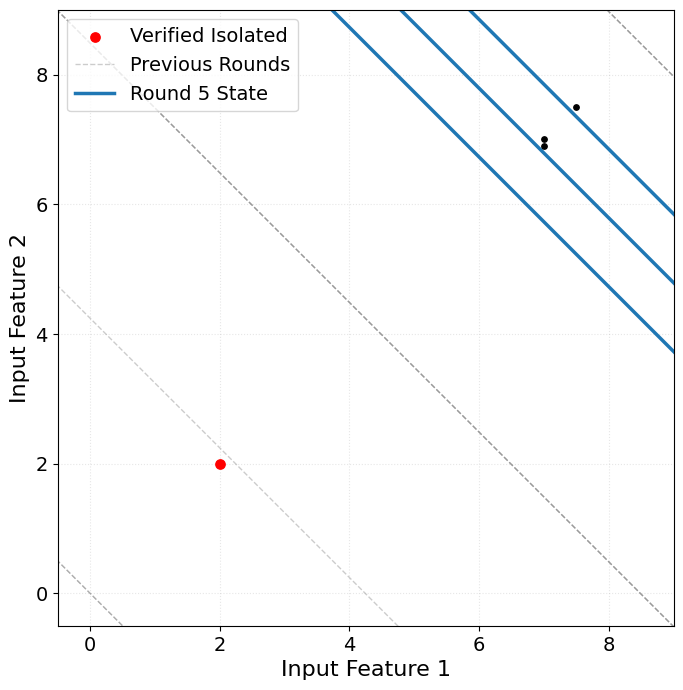 Verified Isolated
Previous Rounds
Round 5 State
8
6
4
2
0
Input Feature 2
0 2 4 6 8
Input Feature 1